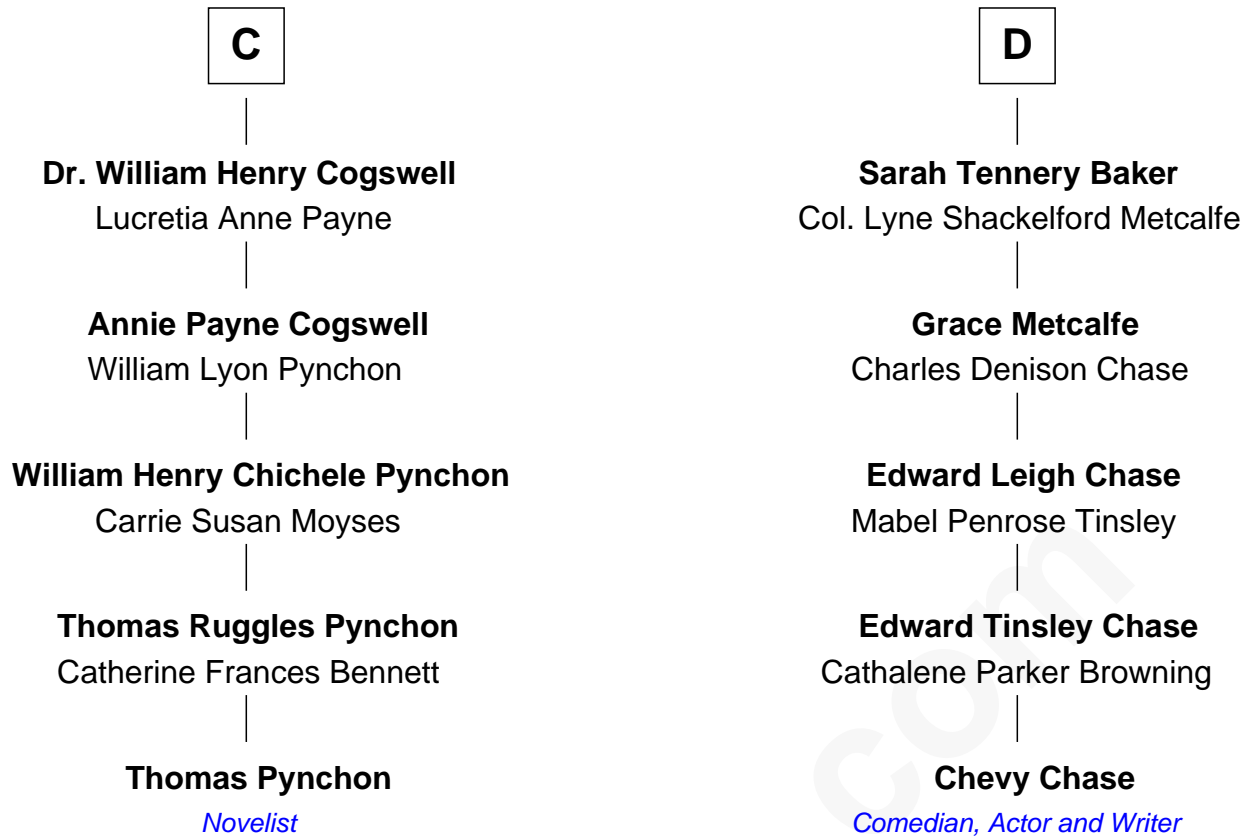 C
Dr. William Henry Cogswell
Lucretia Anne Payne
Annie Payne Cogswell
William Lyon Pynchon
William Henry Chichele Pynchon
Carrie Susan Moyses
Thomas Ruggles Pynchon
Catherine Frances Bennett
Thomas Pynchon
Novelist
D
Sarah Tennery Baker
Col. Lyne Shackelford Metcalfe
Grace Metcalfe
Charles Denison Chase
Edward Leigh Chase
Mabel Penrose Tinsley
Edward Tinsley Chase
Cathalene Parker Browning
Chevy Chase
Comedian, Actor and Writer
com